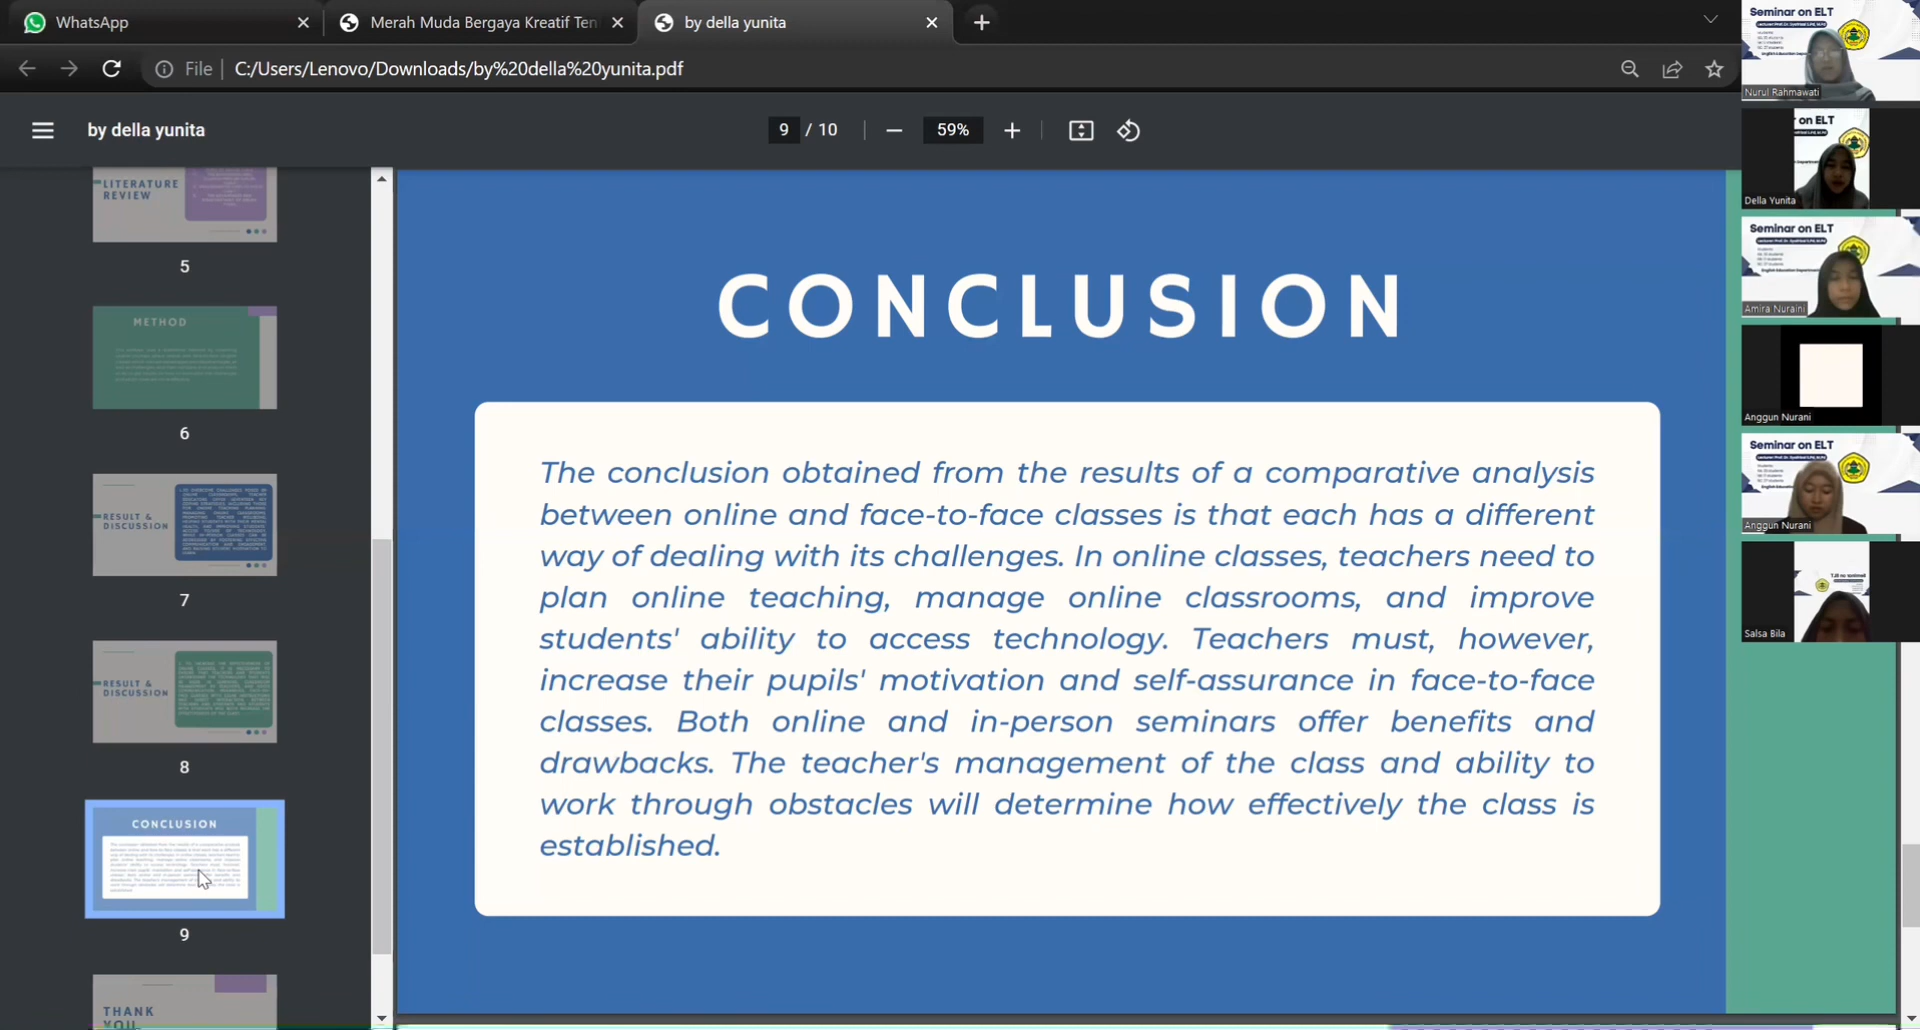 WhatsApp
Merah Muda Bergaya Kreatif Ten
by della yunita
File
C:/Users/Lenovo/Downloads/by%20della%20yunita.pdf
by della yunita
9 / 10
59%
LITERATURE
REVIEW
5
METHOD
6
RESULT &
DISCUSSION
7
RESULT &
DISCUSSION
8
CONCLUSION
9
THANK
YOU
CONCLUSION
The conclusion obtained from the results of a comparative analysis
between online and face-to-face classes is that each has a different
way of dealing with its challenges. In online classes, teachers need to
plan online teaching, manage online classrooms, and improve
students' ability to access technology. Teachers must, however,
increase their pupils' motivation and self-assurance in face-to-face
classes. Both online and in-person seminars offer benefits and
drawbacks. The teacher's management of the class and ability to
work through obstacles will determine how effectively the class is
established.
Seminar on ELT
Nurul Rahmawati
on ELT
Della Yunita
Seminar on ELT
Amira Nuraini
Anggun Nurani
Seminar on ELT
Anggun Nurani
Salsa Bila